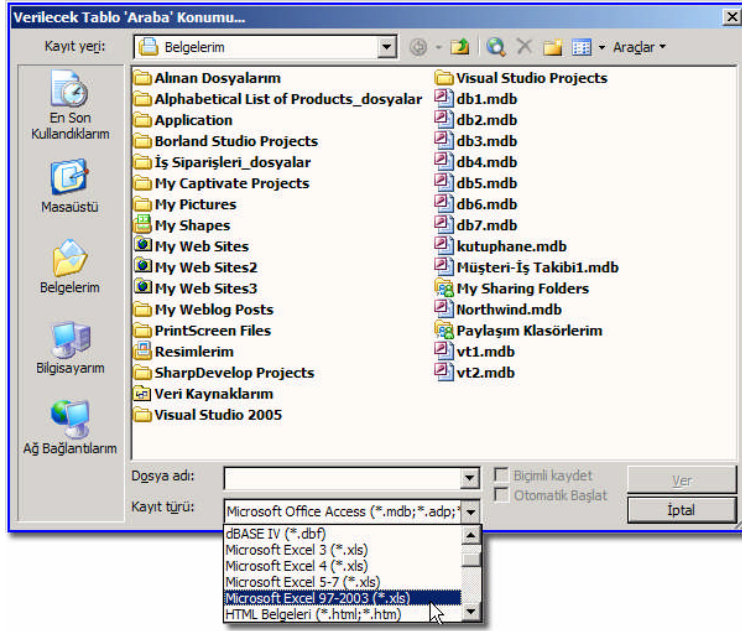 Verilecek Tablo 'Araba' Konumu...
Kayıt yeri:
Belgelerim
Araçlar
En Son
Kullandıklarım
Masaüstü
Belgelerim
Bilgisayarım
Ağ Bağlantılarım
Alınan Dosyalarım
Alphabetical List of Products_dosyalar
Application
Borland Studio Projects
İş Siparişleri_dosyalar
My Captivate Projects
My Pictures
My Shapes
My Web Sites
My Web Sites2
My Web Sites3
My Weblog Posts
PrintScreen Files
Resimlerim
SharpDevelop Projects
Veri Kaynaklarım
Visual Studio 2005
Visual Studio Projects
db1.mdb
db2.mdb
db3.mdb
db4.mdb
db5.mdb
db6.mdb
db7.mdb
kutuphane.mdb
Müşteri-İş Takibi1.mdb
My Sharing Folders
Northwind.mdb
Paylaşım Klasörlerim
vt1.mdb
vt2.mdb
Dosya adı:
Biçimli kaydet
Otomatik Başlat
Ver
Kayıt türü:
Microsoft Office Access (*.mdb;*.adp;*
İptal
dBASE IV (*.dbf)
Microsoft Excel 3 (*.xls)
Microsoft Excel 4 (*.xls)
Microsoft Excel 5-7 (*.xls)
Microsoft Excel 97-2003 (*.xls)
HTML Belgeleri (*.html;*.htm)